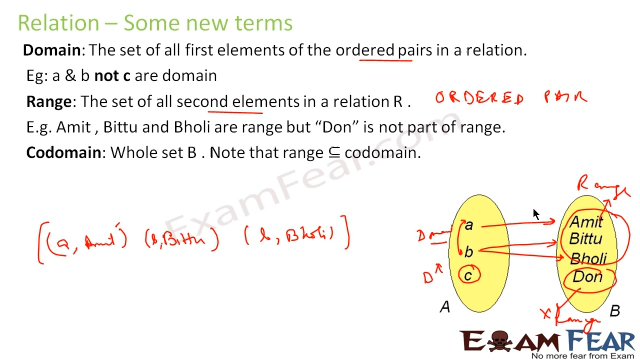 Relation – Some new terms
Domain: The set of all first elements of the ordered pairs in a relation.
Eg: a & b not c are domain
Range: The set of all second elements in a relation R .
ORDERED PAIR
E.g. Amit , Bittu and Bholi are range but "Don" is not part of range.
Codomain: Whole set B . Note that range ⊆ codomain.
ExamFear.com
[(a, Amit) (b, Bittu) (b, Bholi)]
Range
a
b
c
D
A
Amit
Bittu
Bholi
Don
B
x Range
EXAM FEAR
No more fear from Exam